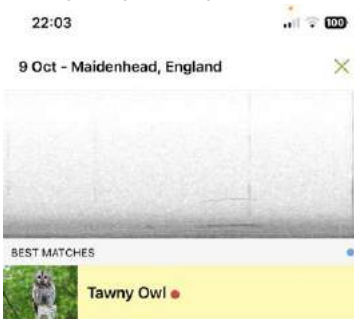 22:03
100
9 Oct - Maidenhead, England
BEST MATCHES
Tawny Owl